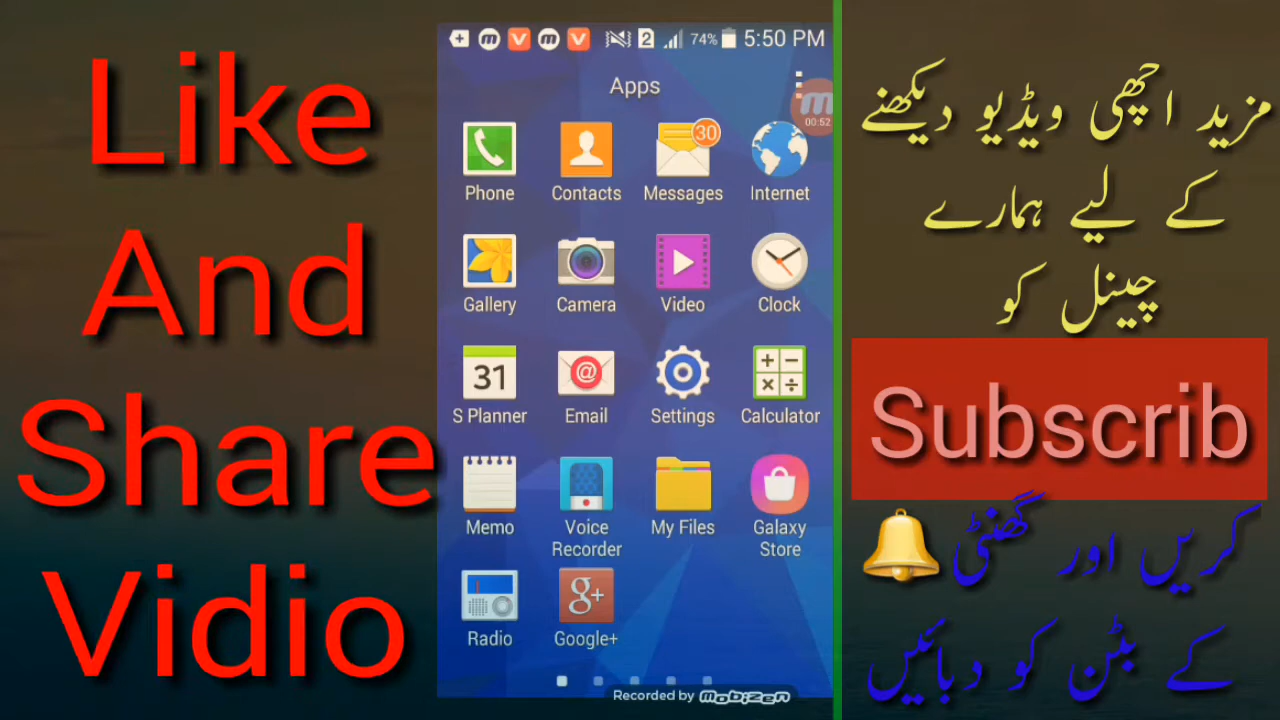 Like
And
Share
Vidio
2 74% 5:50 PM
Apps
00:52
30
Phone Contacts Messages Internet
Gallery Camera Video Clock
31
S Planner Email Settings Calculator
Memo Voice Recorder My Files Galaxy Store
g+
Radio Google+
Recorded by Mobizen
مزید اچھی ویڈیو دیکھنے
کے لیے ہمارے
چینل کو
Subscrib
کریں اور گھنٹی
کے بٹن کو دبائیں